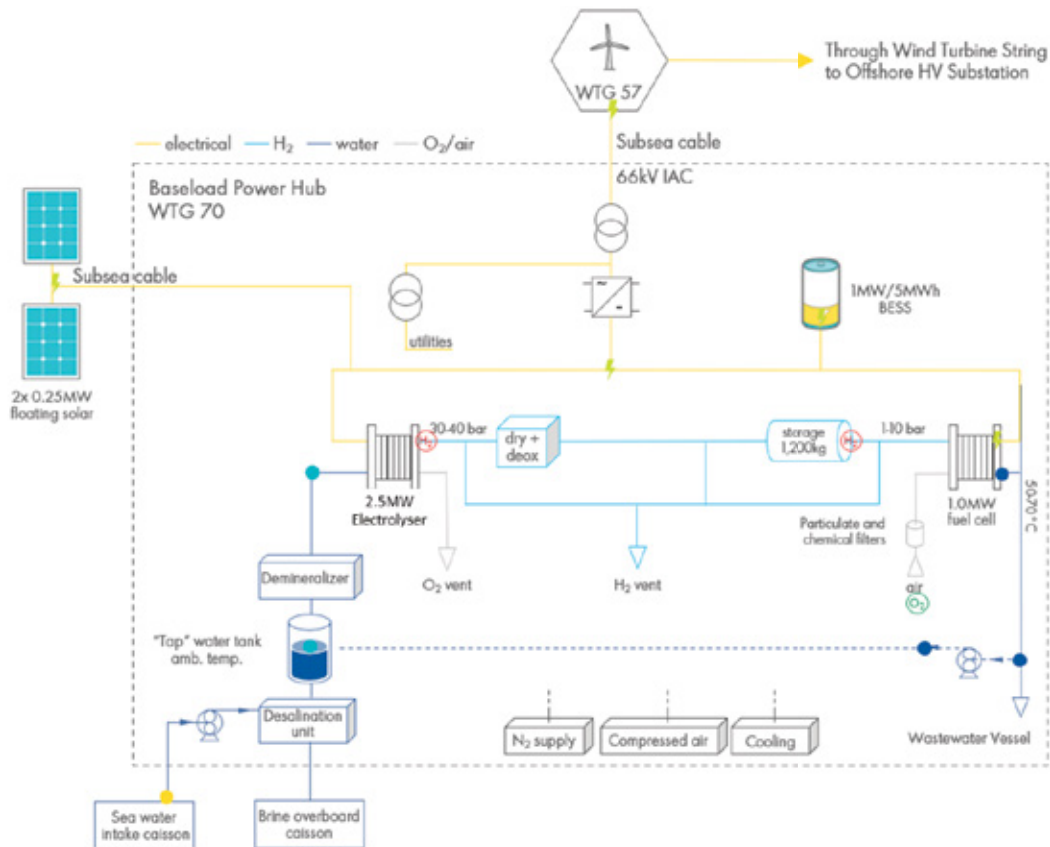 WTG 57
Through Wind Turbine String
to Offshore HV Substation
electrical
H2
water
O2/air
Subsea cable
66kV IAC
Baseload Power Hub
WTG 70
Subsea cable
utilities
1MW/5MWh
BESS
2x 0.25MW
floating solar
H2
30-40 bar
dry +
deox
storage
1,200kg
H2
1-10 bar
2.5MW
Electrolyser
1.0MW
fuel cell
50-70°C
Particulate and
chemical filters
O2 vent
H2 vent
air
O2
Demineralizer
"Tap" water tank
amb. temp.
Desalination
unit
N2 supply
Compressed air
Cooling
Wastewater Vessel
Sea water
intake caisson
Brine overboard
caisson